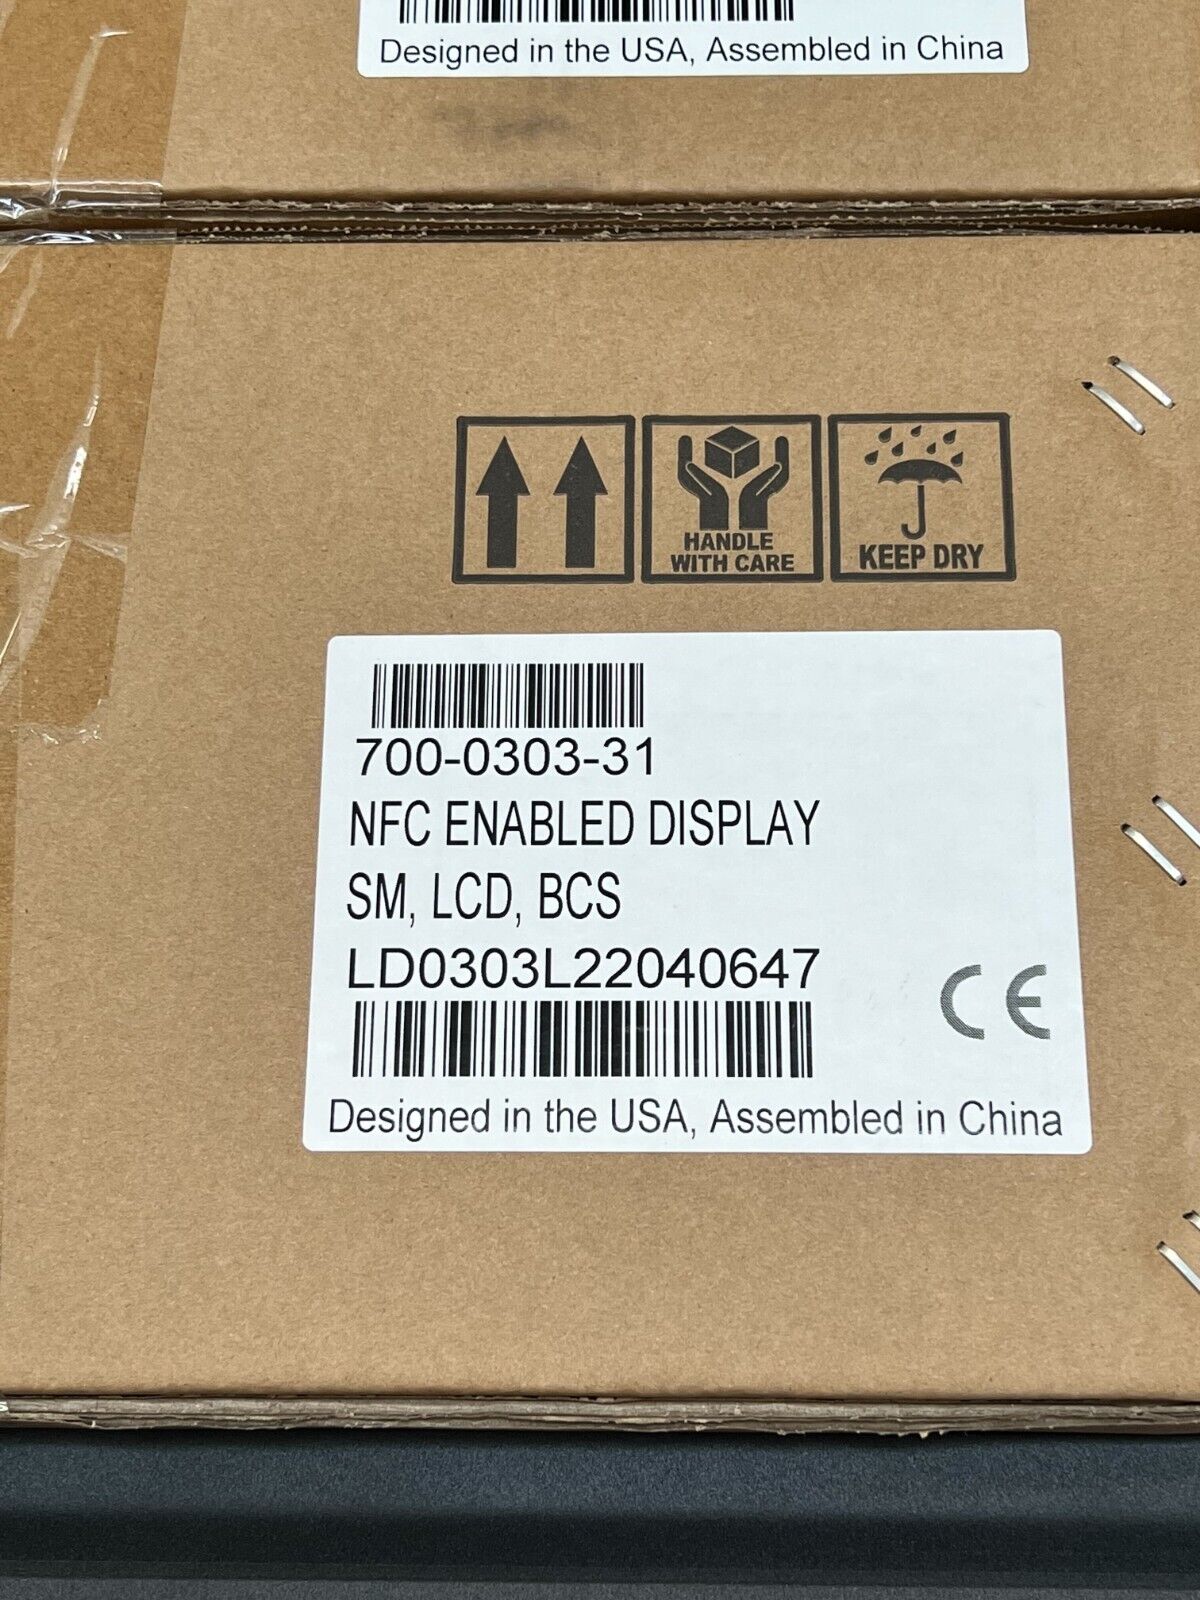 Designed in the USA, Assembled in China
HANDLE
WITH CARE
KEEP DRY
700-0303-31
NFC ENABLED DISPLAY
SM, LCD, BCS
LD0303L22040647
CE
Designed in the USA, Assembled in China